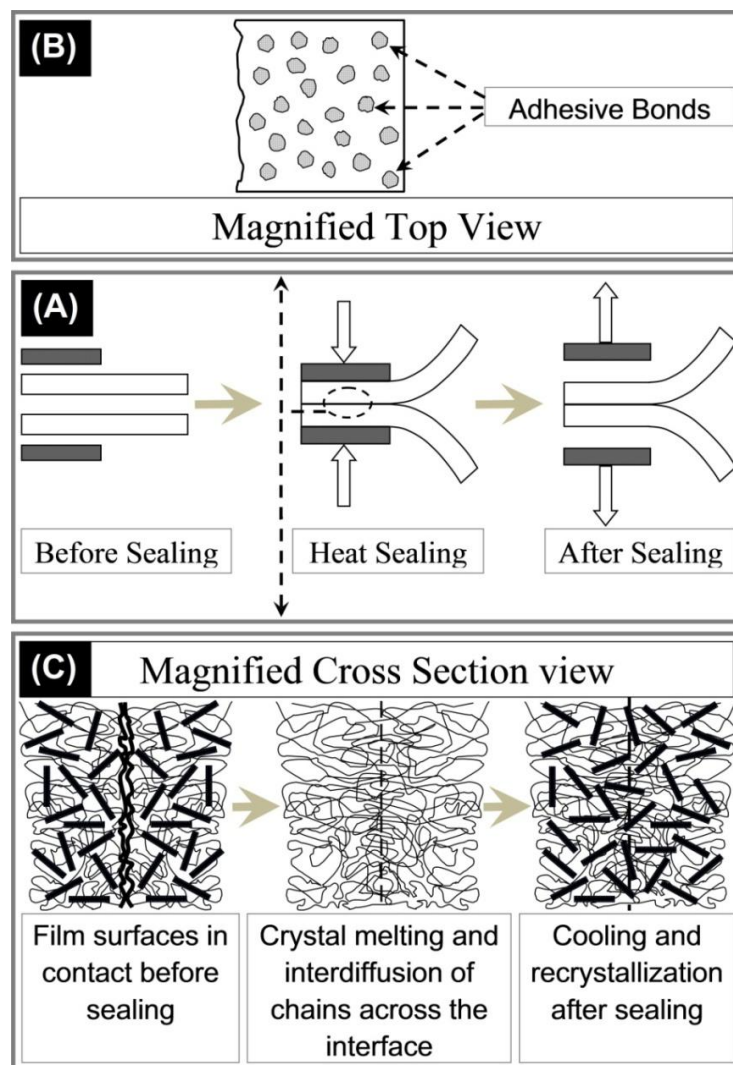 (B)
Adhesive Bonds
Magnified Top View
(A)
Before Sealing
Heat Sealing
After Sealing
(C)
Magnified Cross Section view
Film surfaces in
contact before
sealing
Crystal melting and
interdiffusion of
chains across the
interface
Cooling and
recrystallization
after sealing